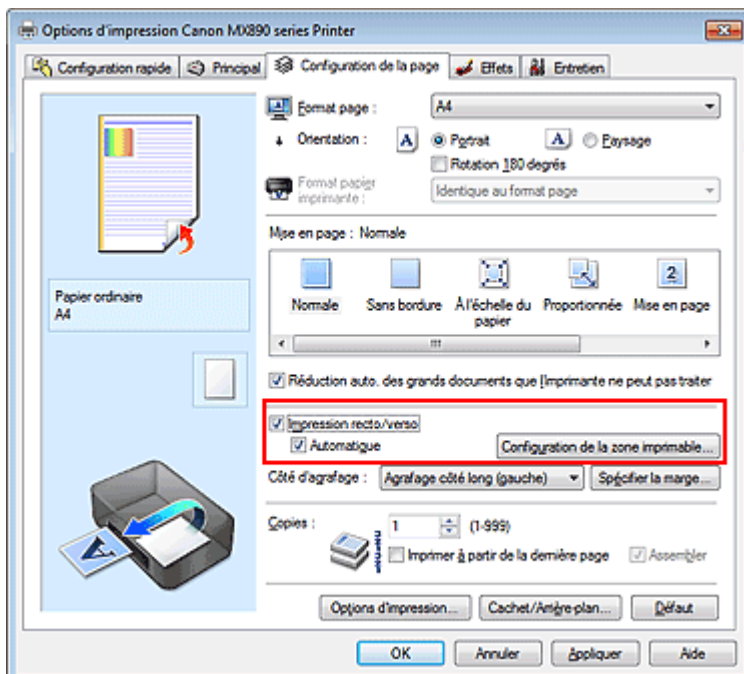 Options d'impression Canon MX890 series Printer
Configuration rapide Principal Configuration de la page Effets Entretien
Format page : A4
Orientation : A Portrait A Paysage
Rotation 180 degrés
Format papier imprimante : Identique au format page
Mise en page : Normale
Normale Sans bordure À l'échelle du papier Proportionnée Mise en page
2
Papier ordinaire
A4
Réduction auto. des grands documents que l'imprimante ne peut pas traiter
Impression recto/verso
Automatique Configuration de la zone imprimable...
Côté d'agrafage : Agrafage côté long (gauche) Spécifier la marge...
Copies : 1 (1-999)
Imprimer à partir de la dernière page Assembler
A
Options d'impression... Cachet/Arrière-plan... Défaut
OK Annuler Appliquer Aide